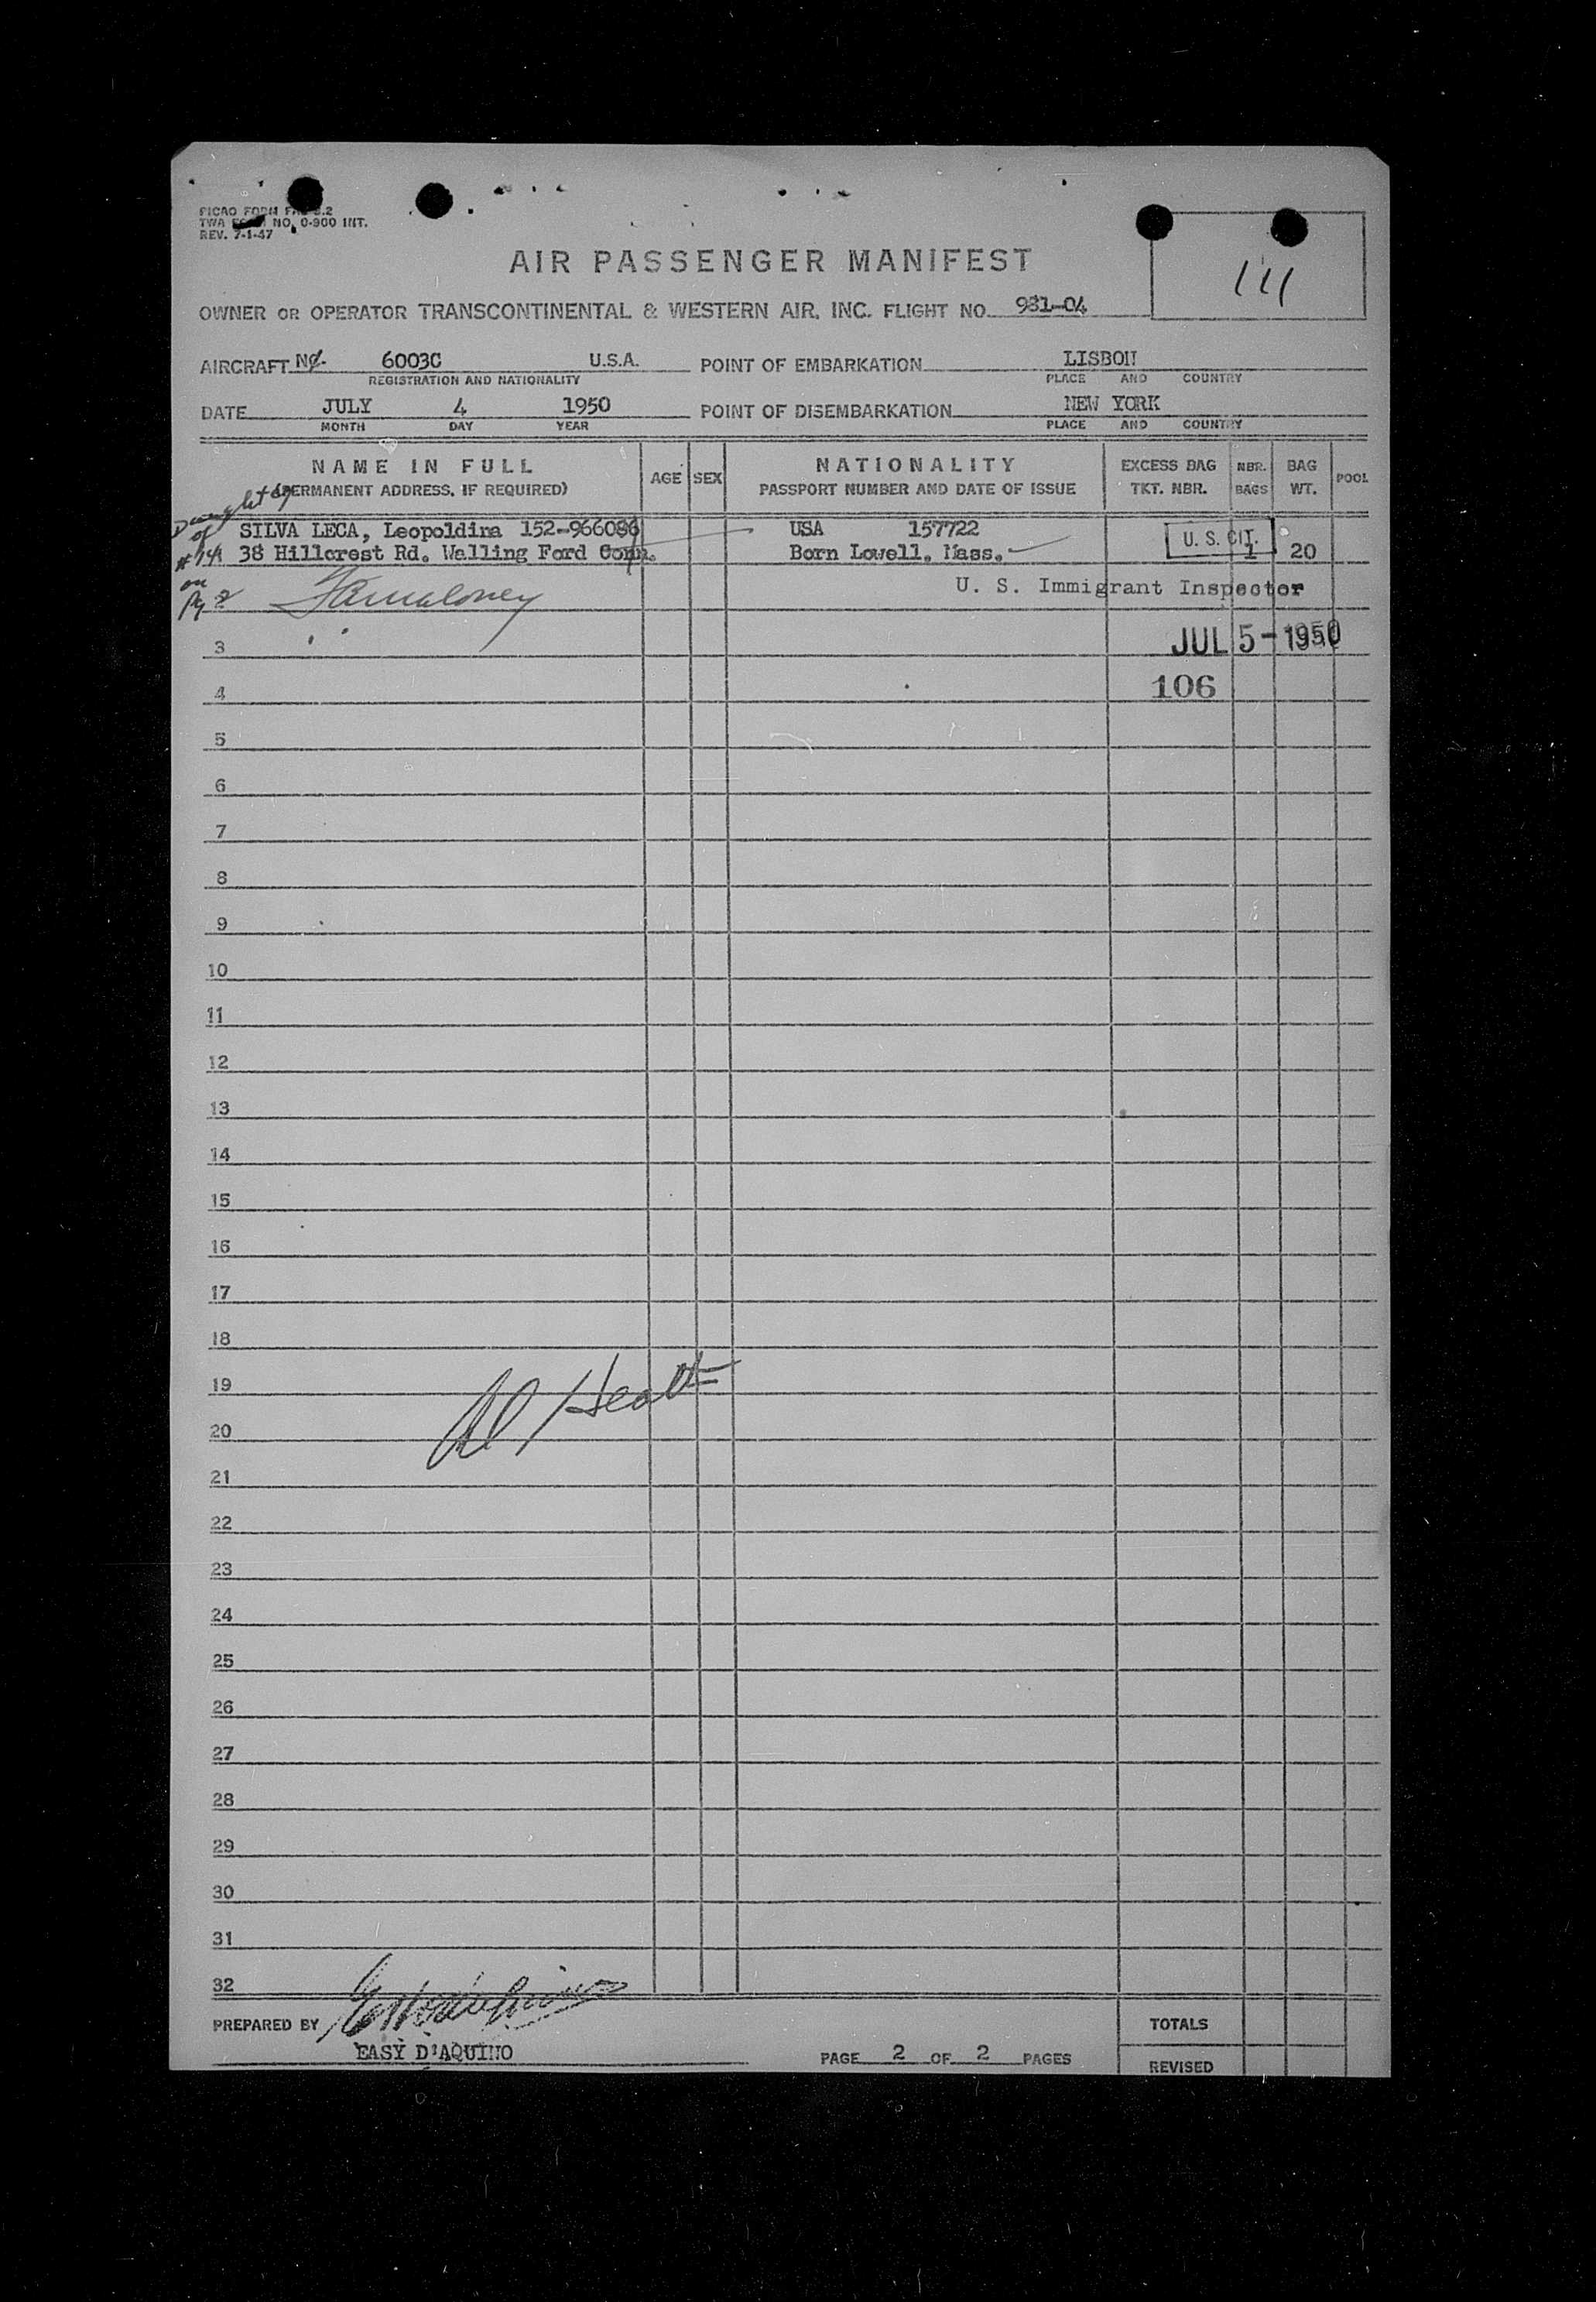 TWA FORM NO. 0-900 INT.
REV. 7-1-47
AIR PASSENGER MANIFEST
111
OWNER OR OPERATOR TRANSCONTINENTAL & WESTERN AIR, INC. FLIGHT NO. 931-04
AIRCRAFT NC. 6003C U.S.A. POINT OF EMBARKATION LISBON
REGISTRATION AND NATIONALITY PLACE AND COUNTRY
DATE JULY 4 1950 POINT OF DISEMBARKATION NEW YORK
MONTH DAY YEAR PLACE AND COUNTRY
NAME IN FULL AGE SEX NATIONALITY EXCESS BAG NBR. BAG POOL
(PERMANENT ADDRESS, IF REQUIRED) PASSPORT NUMBER AND DATE OF ISSUE TKT. NBR. BAGS WT.
Daughter
of SILVA LECA, Leopoldina 152-966086 USA 157722 U. S. CIT.
#14 38 Hillcrest Rd. Walling Ford Conn. Born Lowell, Mass. 1 20
on
Pg 2 U. S. Immigrant Inspector
3 JUL 5-1950
4 106
5
6
7
8
9
10
11
12
13
14
15
16
17
18
19
20
21
22
23
24
25
26
27
28
29
30
31
32
PREPARED BY TOTALS
EASY D'AQUINO PAGE 2 OF 2 PAGES
REVISED